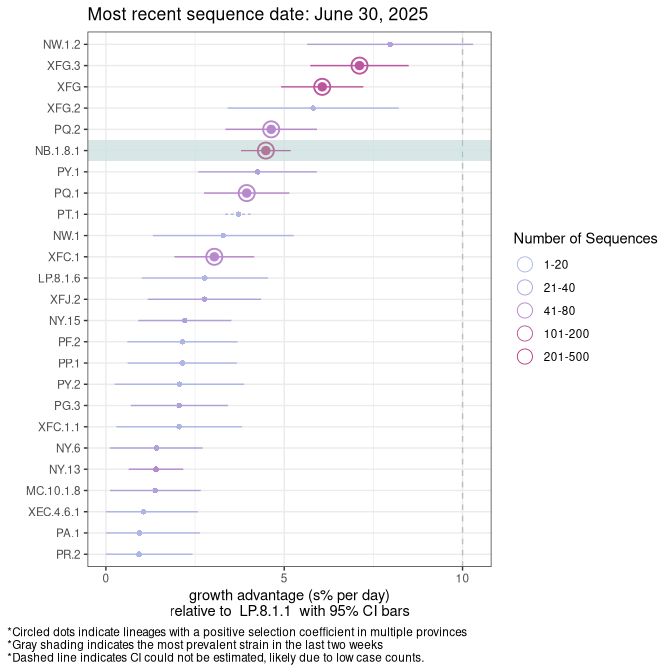 Most recent sequence date: June 30, 2025
NW.1.2
XFG.3
XFG
XFG.2
PQ.2
NB.1.8.1
PY.1
PQ.1
PT.1
NW.1
XFC.1
LP.8.1.6
XFJ.2
NY.15
PF.2
PP.1
PY.2
PG.3
XFC.1.1
NY.6
NY.13
MC.10.1.8
XEC.4.6.1
PA.1
PR.2
0 5 10
growth advantage (s% per day)
relative to LP.8.1.1 with 95% CI bars
Number of Sequences
1-20
21-40
41-80
101-200
201-500
*Circled dots indicate lineages with a positive selection coefficient in multiple provinces
*Gray shading indicates the most prevalent strain in the last two weeks
*Dashed line indicates CI could not be estimated, likely due to low case counts.